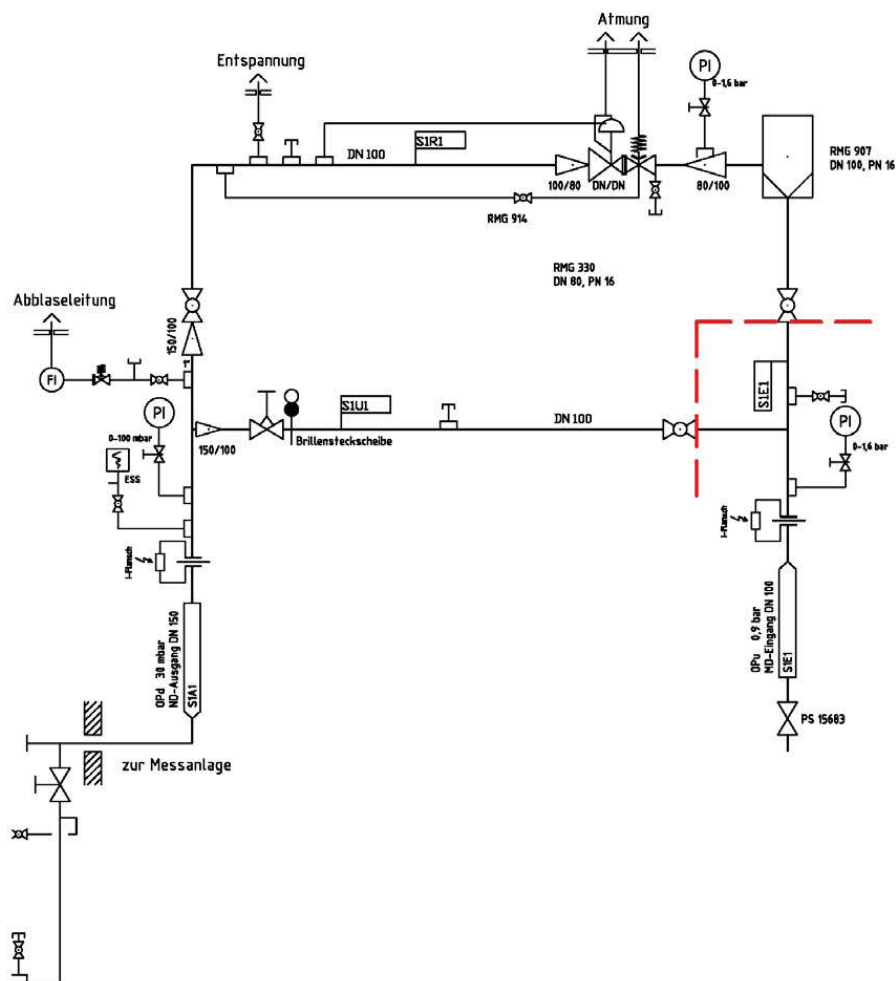 Atmung
Entspannung
PI
0-1,6 bar
S1R1
DN 100
RMG 907
DN 100, PN 16
100/80
DN/DN
80/100
RMG 914
RMG 330
DN 80, PN 16
Abblaseleitung
150/100
FI
S1E1
PI
S1U1
DN 100
PI
0-100 mbar
150/100
Brillensteckscheibe
0-1,6 bar
ESS
I-Flansch
I-Flansch
OPd 30 mbar
ND-Ausgang DN 150
S1A1
OPu 0,9 bar
MD-Eingang DN 100
S1E1
PS 15683
zur Messanlage